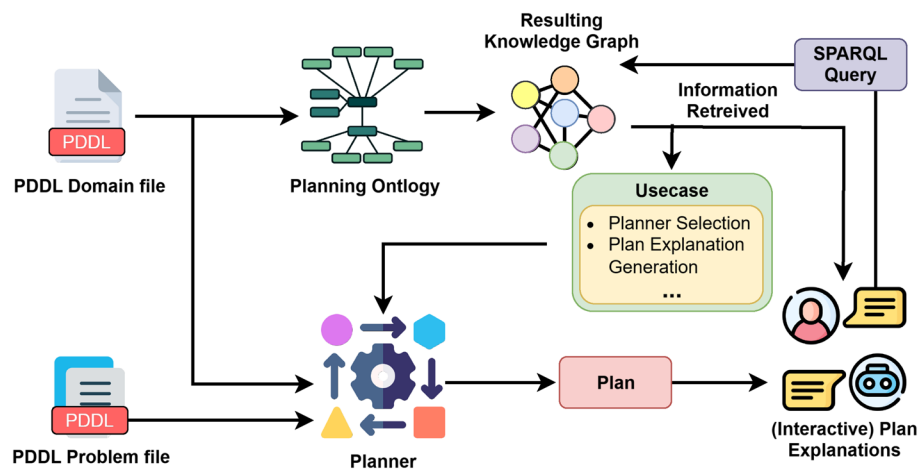 Resulting
Knowledge Graph
SPARQL
Query
Information
Retreived
PDDL
PDDL Domain file
Planning Ontlogy
Usecase
• Planner Selection
• Plan Explanation
Generation
...
PDDL
PDDL Problem file
Planner
Plan
(Interactive) Plan
Explanations